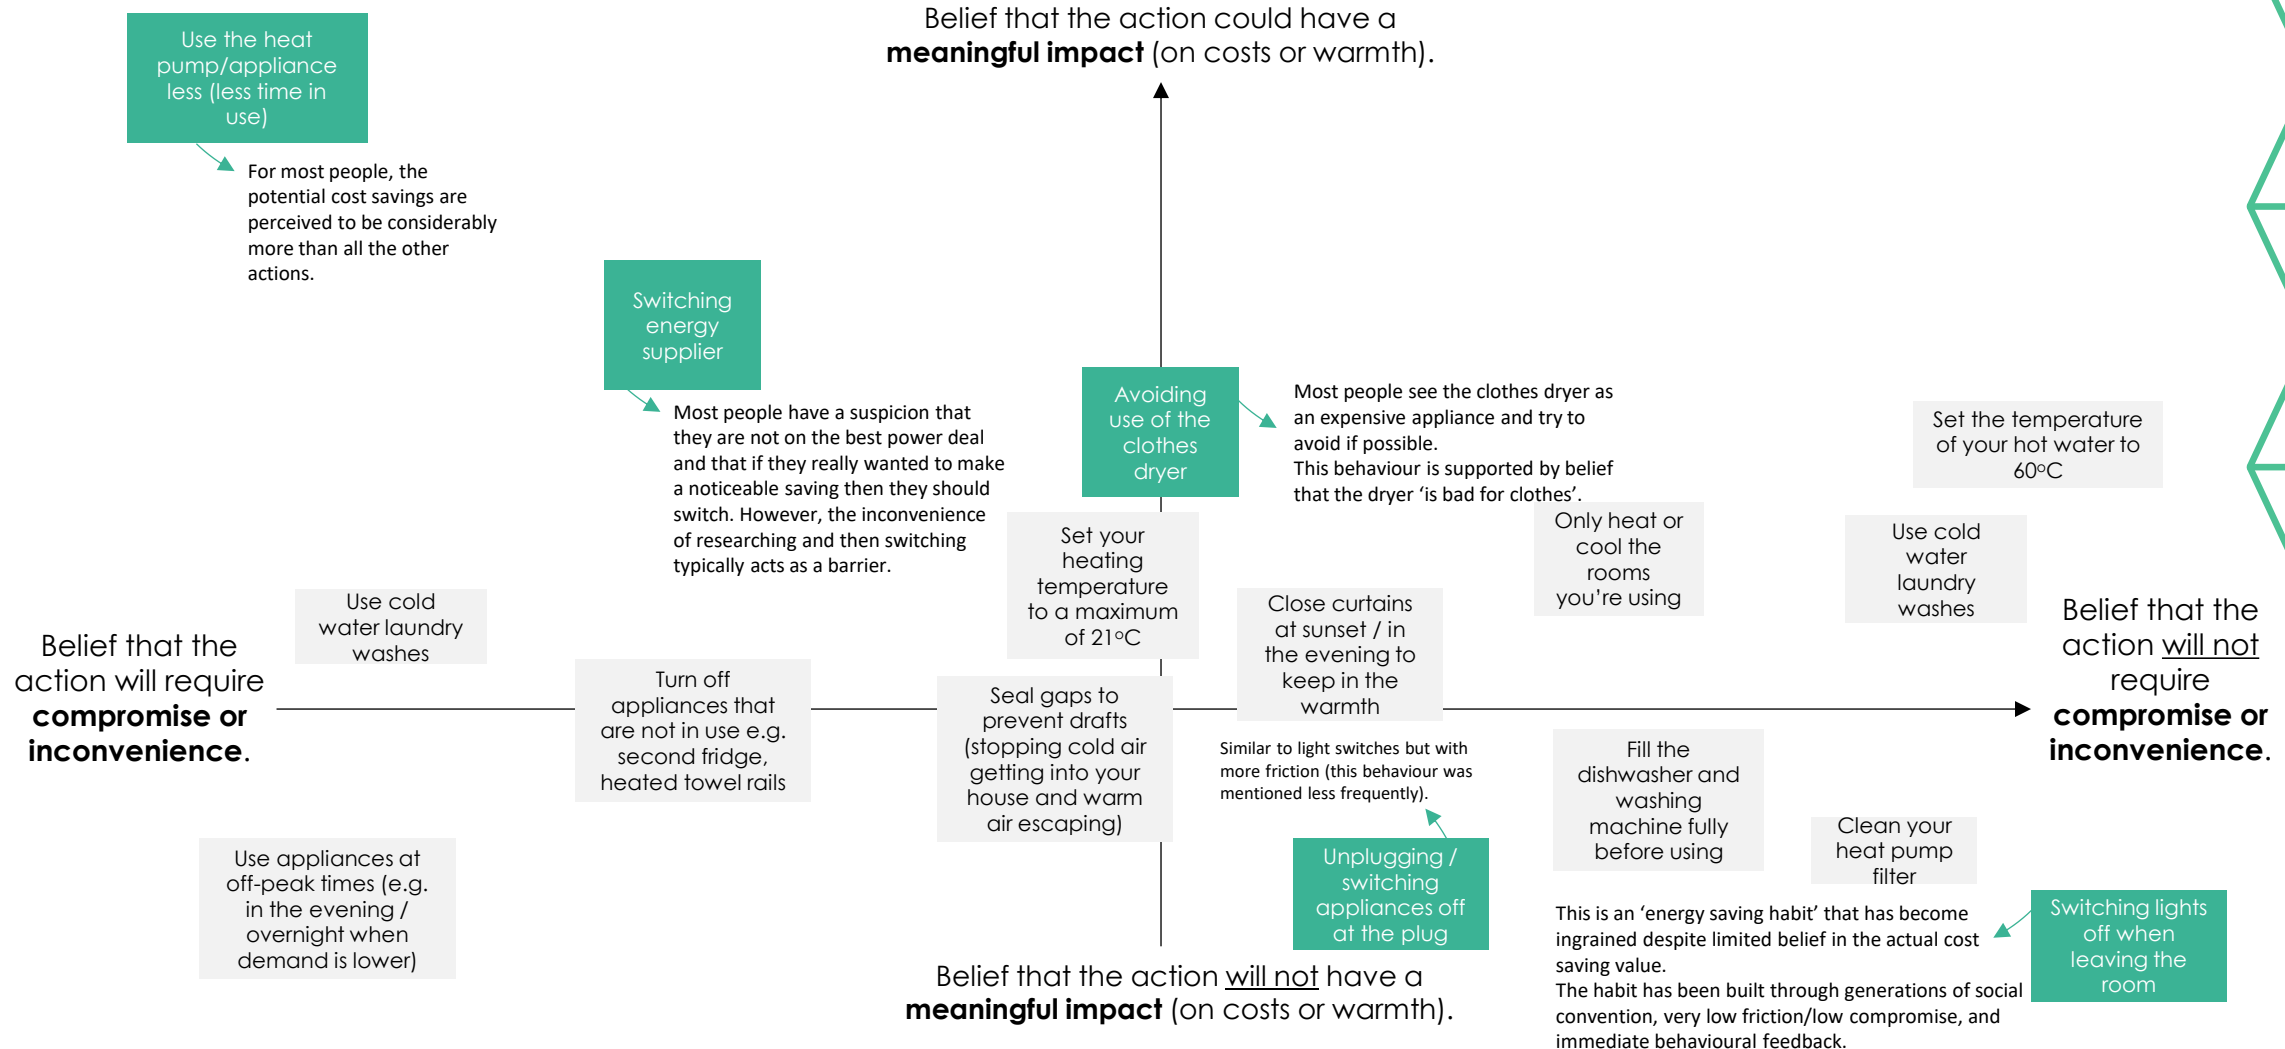 Belief that the action could have a
meaningful impact (on costs or warmth).
Use the heat
pump/appliance
less (less time in
use)
For most people, the
potential cost savings are
perceived to be considerably
more than all the other
actions.
Switching
energy
supplier
Most people have a suspicion that
they are not on the best power deal
and that if they really wanted to make
a noticeable saving then they should
switch. However, the inconvenience
of researching and then switching
typically acts as a barrier.
Avoiding
use of the
clothes
dryer
Most people see the clothes dryer as
an expensive appliance and try to
avoid if possible.
This behaviour is supported by belief
that the dryer ‘is bad for clothes’.
Set the temperature
of your hot water to
60°C
Set your
heating
temperature
to a maximum
of 21°C
Only heat or
cool the
rooms
you’re using
Use cold
water
laundry
washes
Use cold
water laundry
washes
Close curtains
at sunset / in
the evening to
keep in the
warmth
Belief that the
action will require
compromise or
inconvenience.
Belief that the
action will not
require
compromise or
inconvenience.
Turn off
appliances that
are not in use e.g.
second fridge,
heated towel rails
Seal gaps to
prevent drafts
(stopping cold air
getting into your
house and warm
air escaping)
Similar to light switches but with
more friction (this behaviour was
mentioned less frequently).
Fill the
dishwasher and
washing
machine fully
before using
Clean your
heat pump
filter
Use appliances at
off-peak times (e.g.
in the evening /
overnight when
demand is lower)
Unplugging /
switching
appliances off
at the plug
This is an ‘energy saving habit’ that has become
ingrained despite limited belief in the actual cost
saving value.
The habit has been built through generations of social
convention, very low friction/low compromise, and
immediate behavioural feedback.
Switching lights
off when
leaving the
room
Belief that the action will not have a
meaningful impact (on costs or warmth).